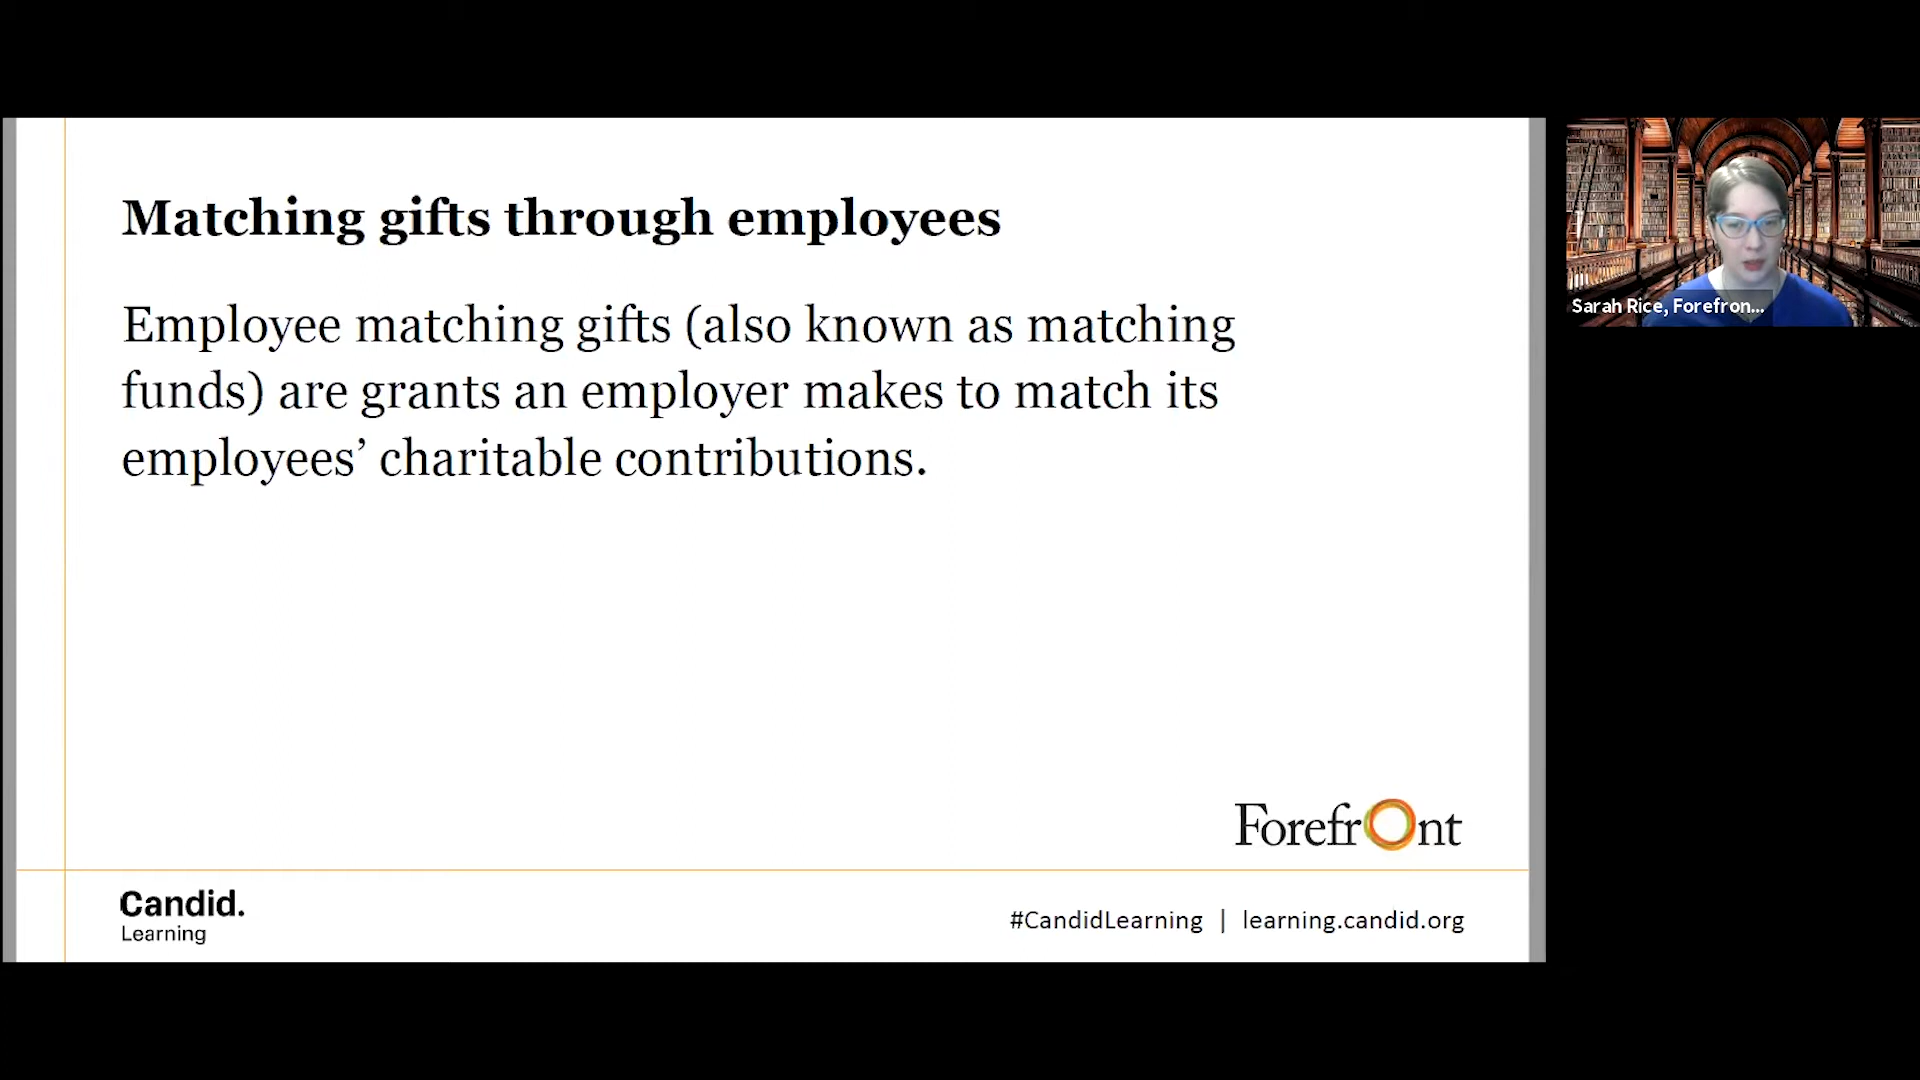 Matching gifts through employees
Employee matching gifts (also known as matching
funds) are grants an employer makes to match its
employees’ charitable contributions.
Sarah Rice, Forefron...
Forefront
Candid.
Learning
#CandidLearning | learning.candid.org